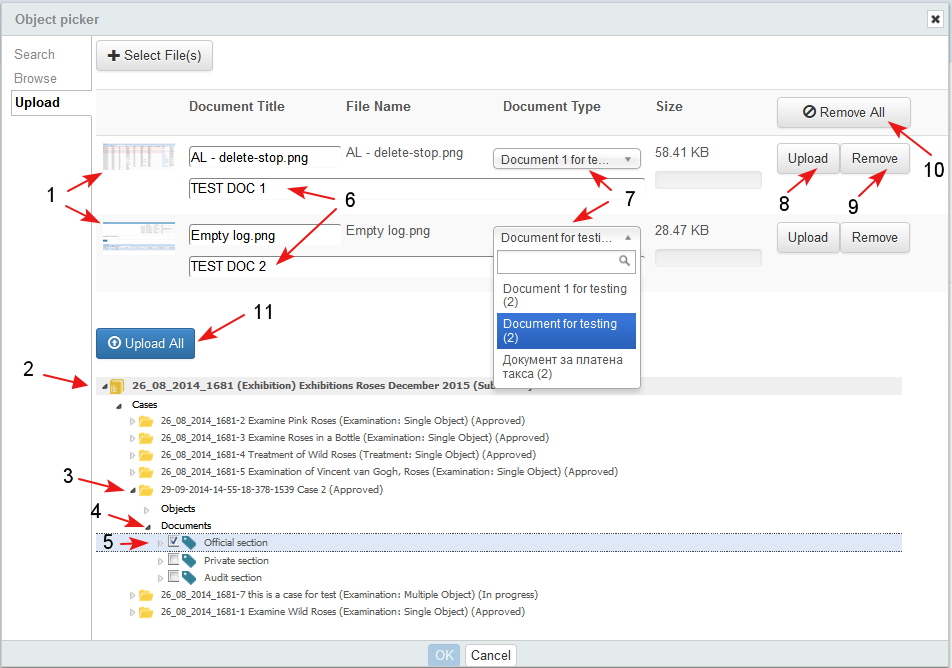 Object picker
Search
Browse
Upload
Select File(s)
Document Title File Name Document Type Size Remove All
10
1
AL - delete-stop.png AL - delete-stop.png Document 1 for te... 58.41 KB Upload Remove
TEST DOC 1
6 7 8 9
Empty log.png Empty log.png Document for testi... 28.47 KB Upload Remove
TEST DOC 2
Document 1 for testing
(2)
Document for testing
(2)
Документ за платена
такса (2)
11
Upload All
2
26_08_2014_1681 (Exhibition) Exhibitions Roses December 2015 (Su
Cases
26_08_2014_1681-2 Examine Pink Roses (Examination: Single Object) (Approved)
26_08_2014_1681-3 Examine Roses in a Bottle (Examination: Single Object) (Approved)
26_08_2014_1681-4 Treatment of Wild Roses (Treatment: Single Object) (Approved)
26_08_2014_1681-5 Examination of Vincent van Gogh, Roses (Examination: Single Object) (Approved)
3
29-09-2014-14-55-18-378-1539 Case 2 (Approved)
Objects
4
Documents
5
Official section
Private section
Audit section
26_08_2014_1681-7 this is a case for test (Examination: Multiple Object) (In progress)
26_08_2014_1681-1 Examine Wild Roses (Examination: Single Object) (Approved)
OK Cancel